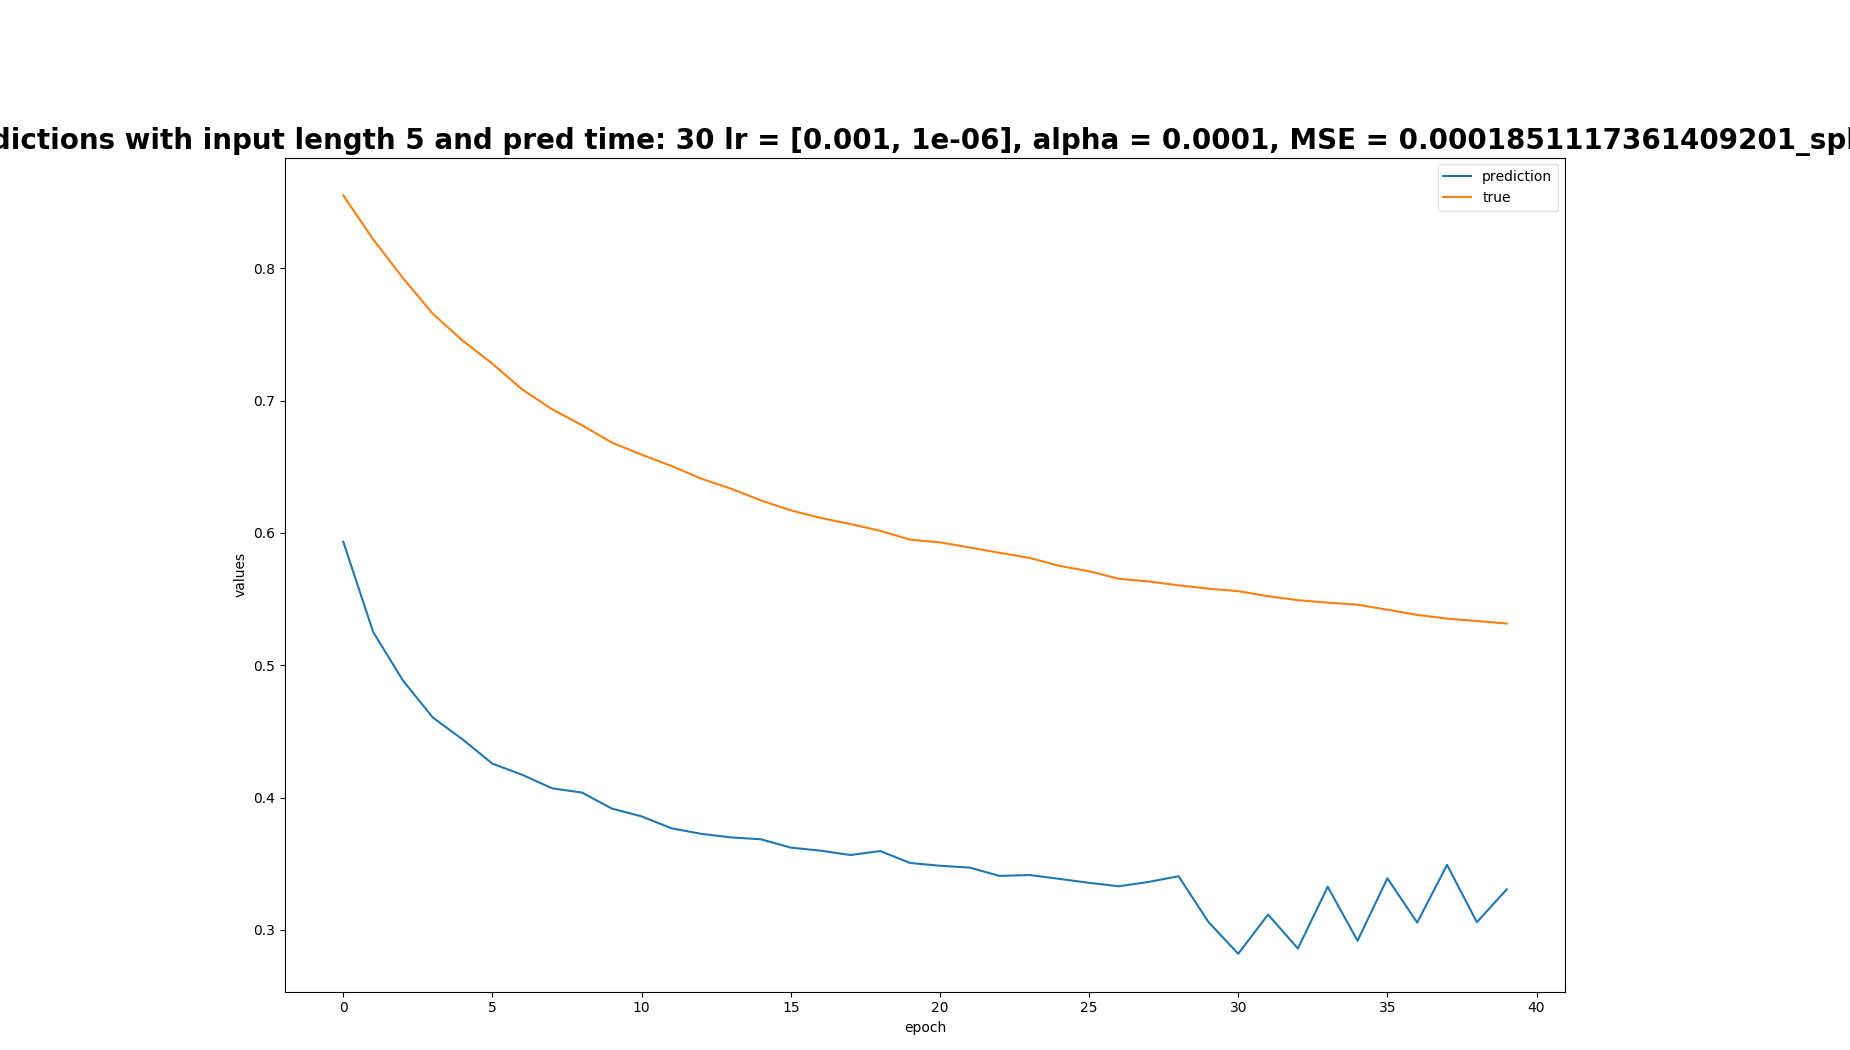 dictions with input length 5 and pred time: 30 lr = [0.001, 1e-06], alpha = 0.0001, MSE = 0.0001851117361409201_spl
prediction
true
0.8
0.7
0.6
0.5
0.4
0.3
values
0 5 10 15 20 25 30 35 40
epoch